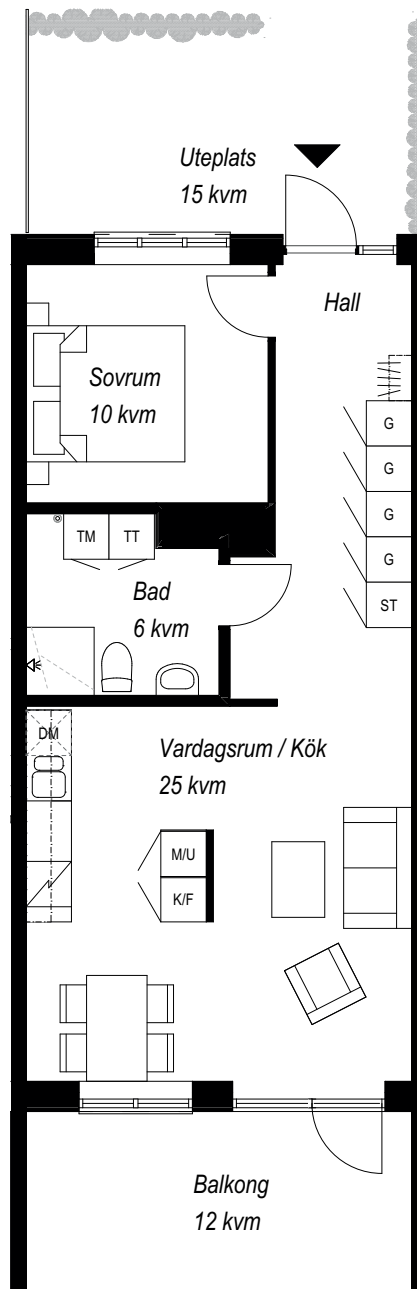 Uteplats
15 kvm
Hall
Sovrum
10 kvm
G
G
G
G
ST
TM
TT
Bad
6 kvm
DM
Vardagsrum / Kök
25 kvm
M/U
K/F
Balkong
12 kvm